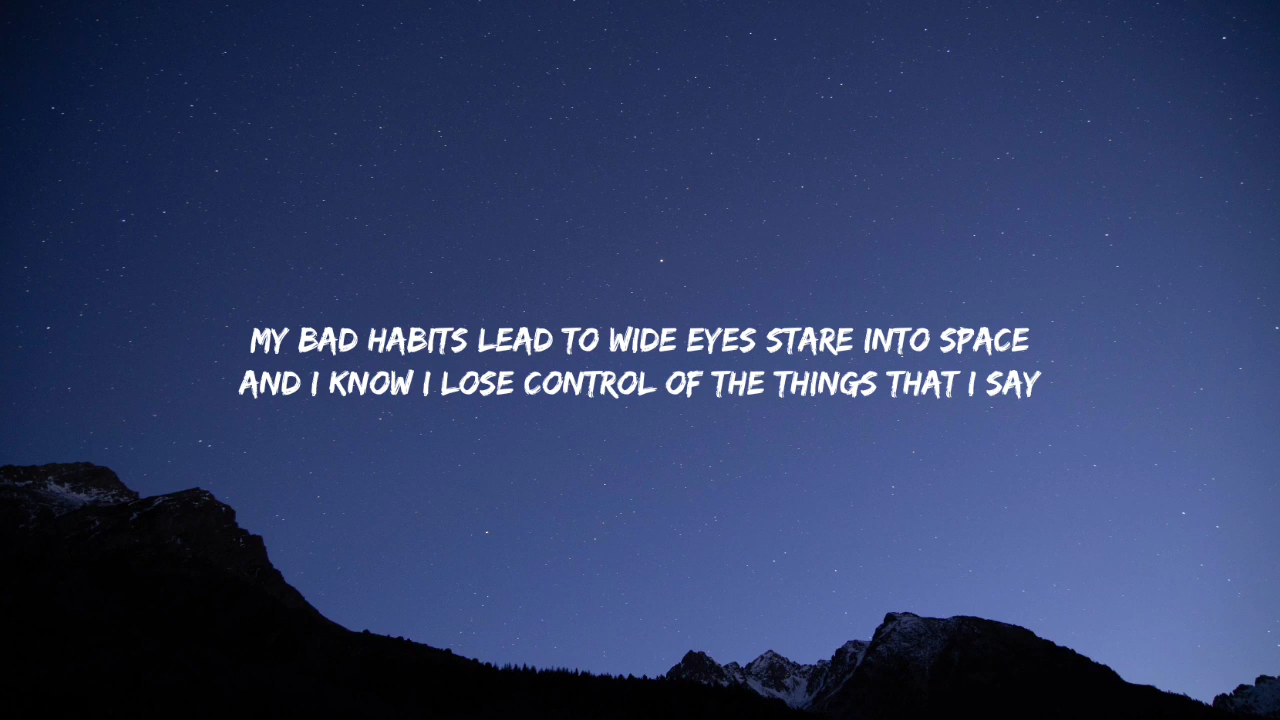 MY BAD HABITS LEAD TO WIDE EYES STARE INTO SPACE
AND I KNOW I LOSE CONTROL OF THE THINGS THAT I SAY